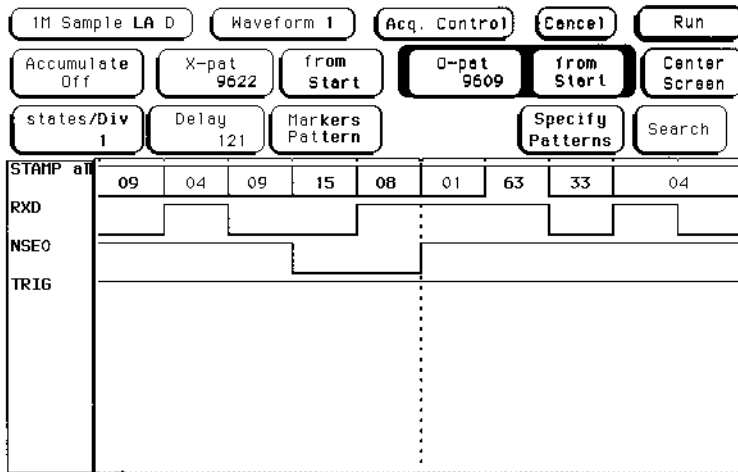 1M Sample LA D Waveform 1 Acq. Control Cancel Run
Accumulate Off X-pat 9622 from Start O-pat 9609 from Start Center Screen
states/Div 1 Delay 121 Markers Pattern Specify Patterns Search
STAMP all 09 04 09 15 08 01 63 33 04
RXD
NSEO
TRIG